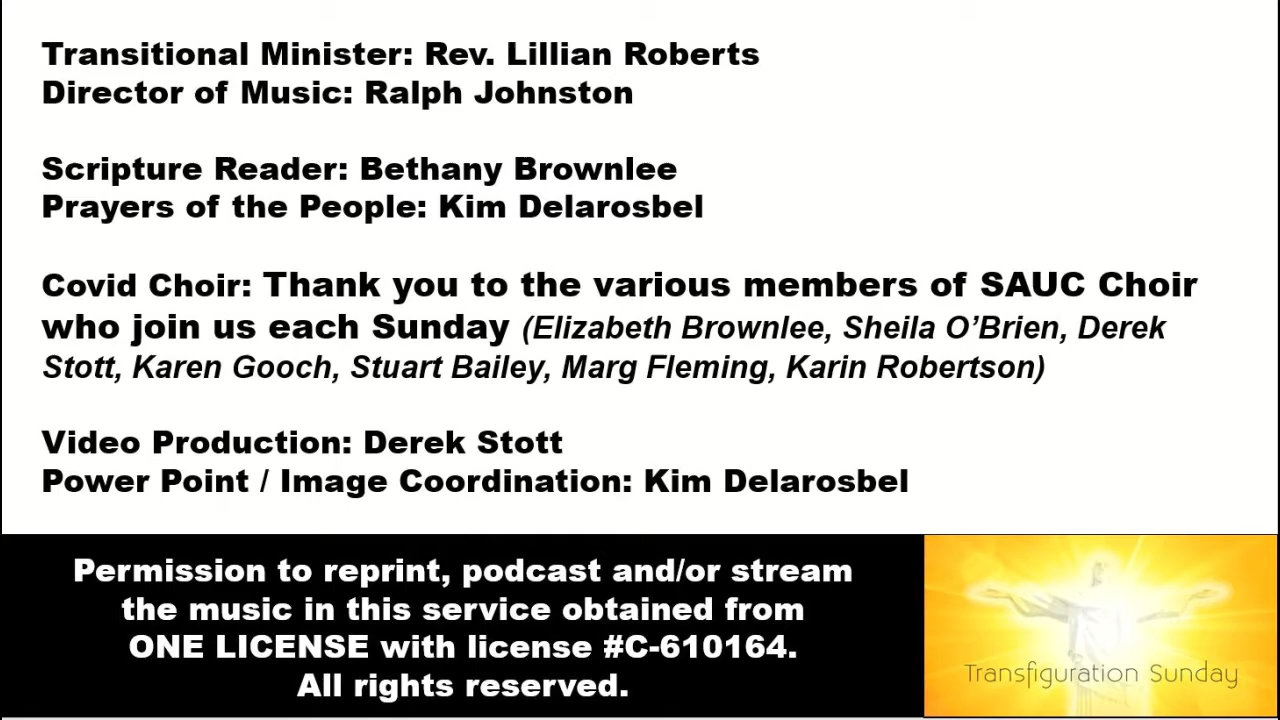 Transitional Minister: Rev. Lillian Roberts
Director of Music: Ralph Johnston
Scripture Reader: Bethany Brownlee
Prayers of the People: Kim Delarosbel
Covid Choir: Thank you to the various members of SAUC Choir
who join us each Sunday (Elizabeth Brownlee, Sheila O’Brien, Derek
Stott, Karen Gooch, Stuart Bailey, Marg Fleming, Karin Robertson)
Video Production: Derek Stott
Power Point / Image Coordination: Kim Delarosbel
Permission to reprint, podcast and/or stream
the music in this service obtained from
ONE LICENSE with license #C-610164.
All rights reserved.
Transfiguration Sunday